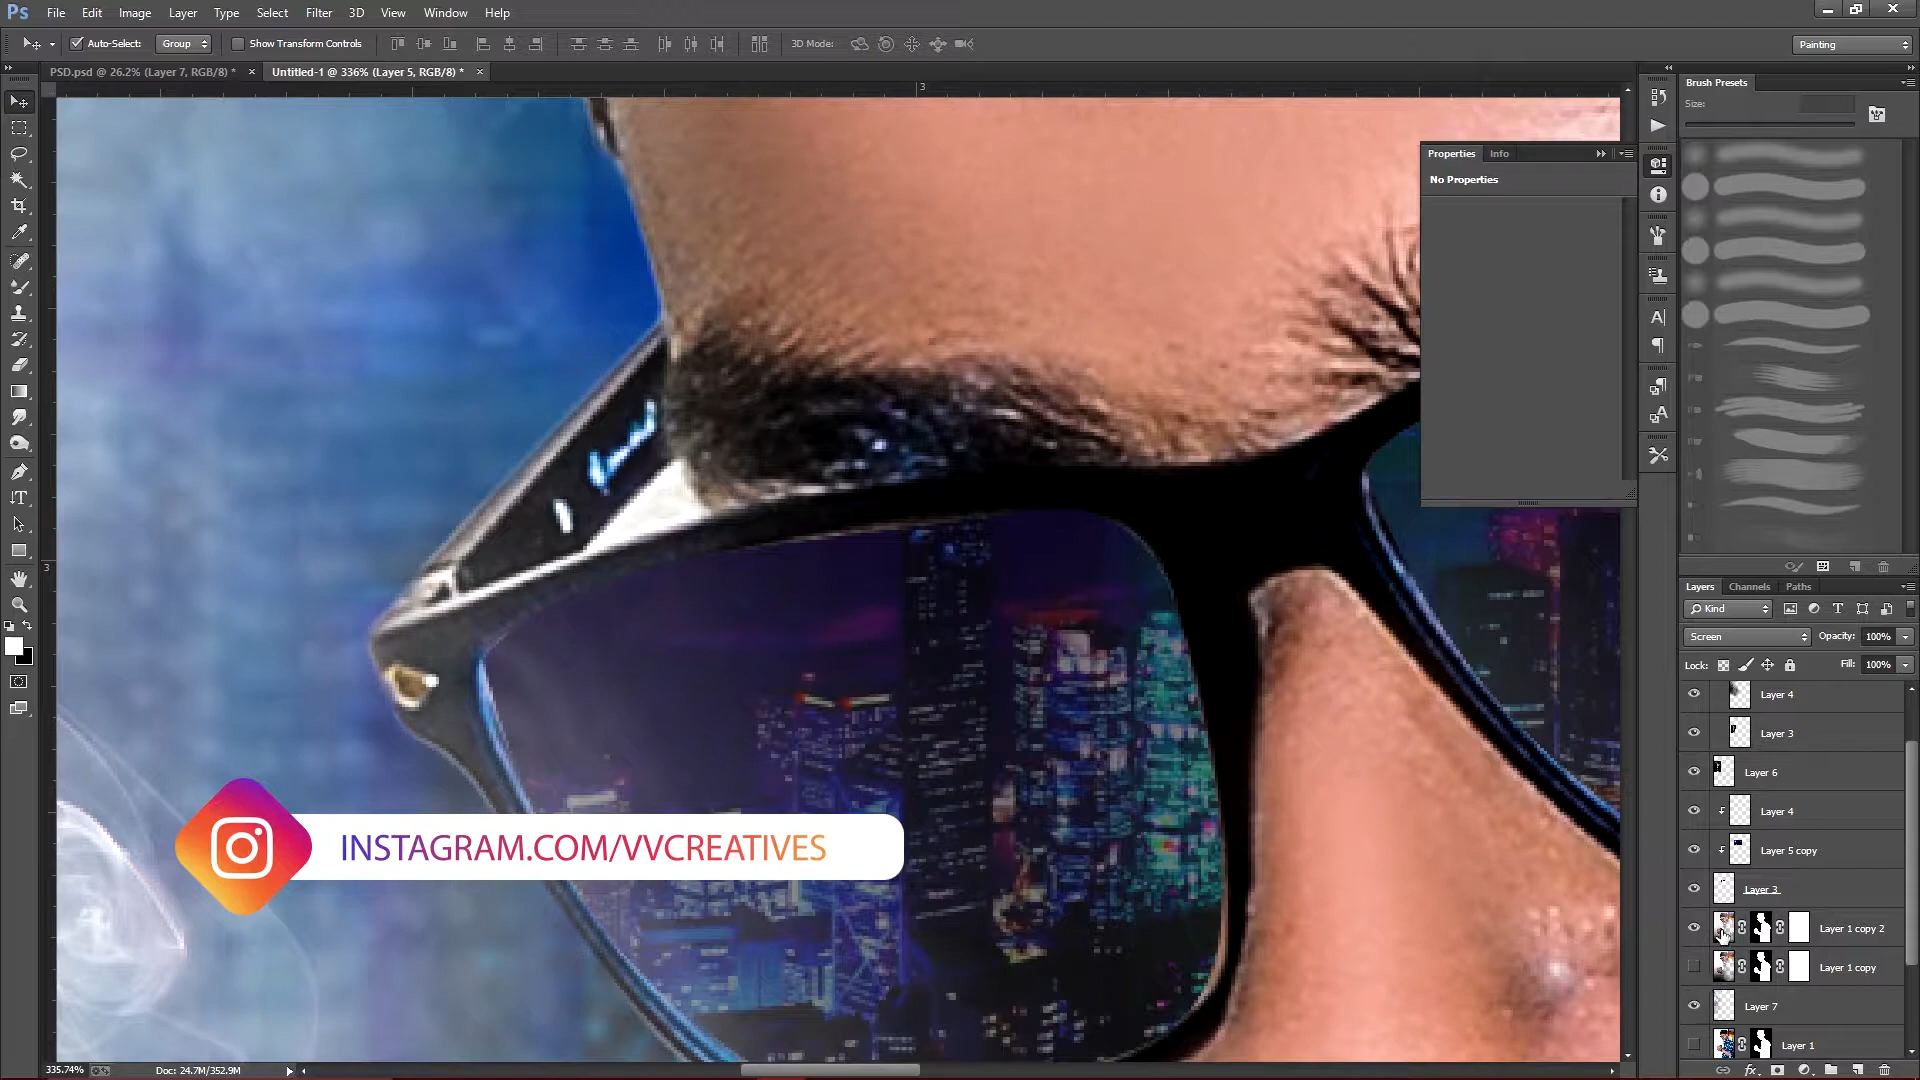 Ps File Edit Image Layer Type Select Filter 3D View Window Help
Auto-Select: Group Show Transform Controls 3D Mode: Painting
PSD.psd @ 26.2% (Layer 7, RGB/8) * × Untitled-1 @ 336% (Layer 5, RGB/8) * ×
Brush Presets
Size:
3
Properties Info
No Properties
3
Layers Channels Paths
Kind
Screen Opacity: 100%
Lock: Fill: 100%
Layer 4
Layer 3
Layer 6
Layer 4
Layer 5 copy
Layer 3
Layer 1 copy 2
Layer 1 copy
Layer 7
Layer 1
INSTAGRAM.COM/VVCREATIVES
335.74% Doc: 24.7M/352.9M